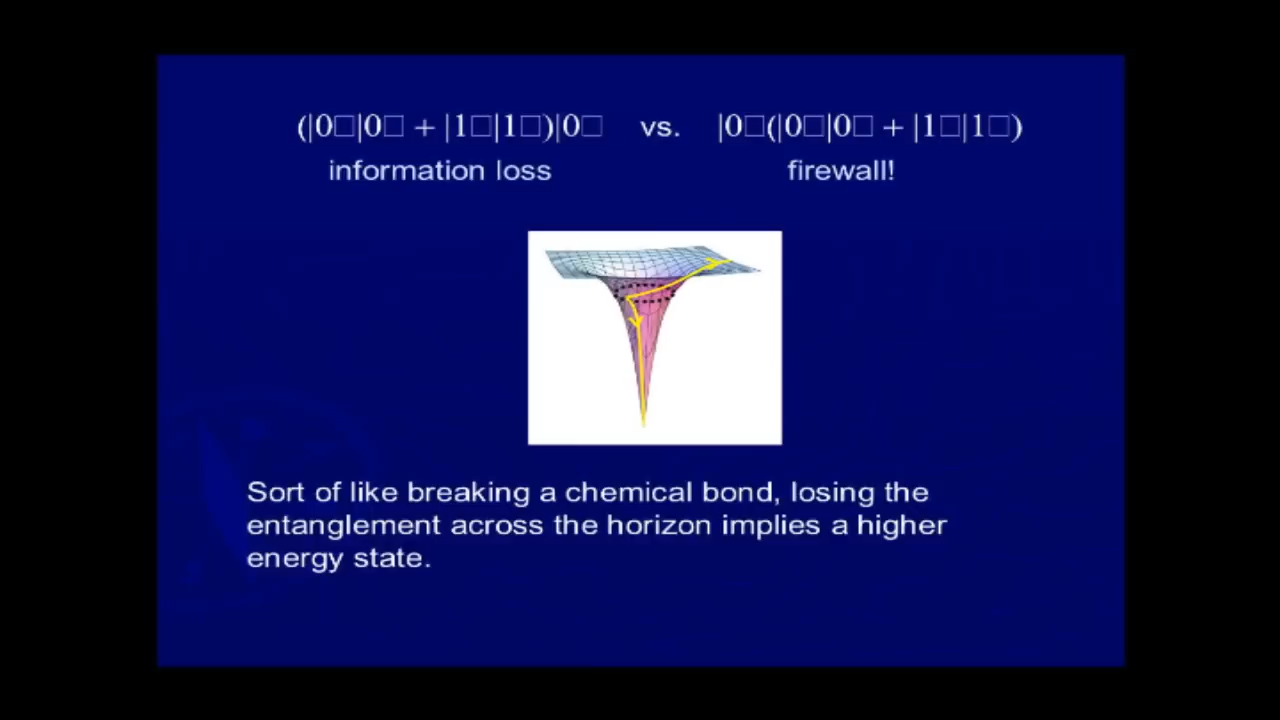 (|0□|0□ + |1□|1□)|0□ vs. |0□(|0□|0□ + |1□|1□)
information loss firewall!
Sort of like breaking a chemical bond, losing the
entanglement across the horizon implies a higher
energy state.